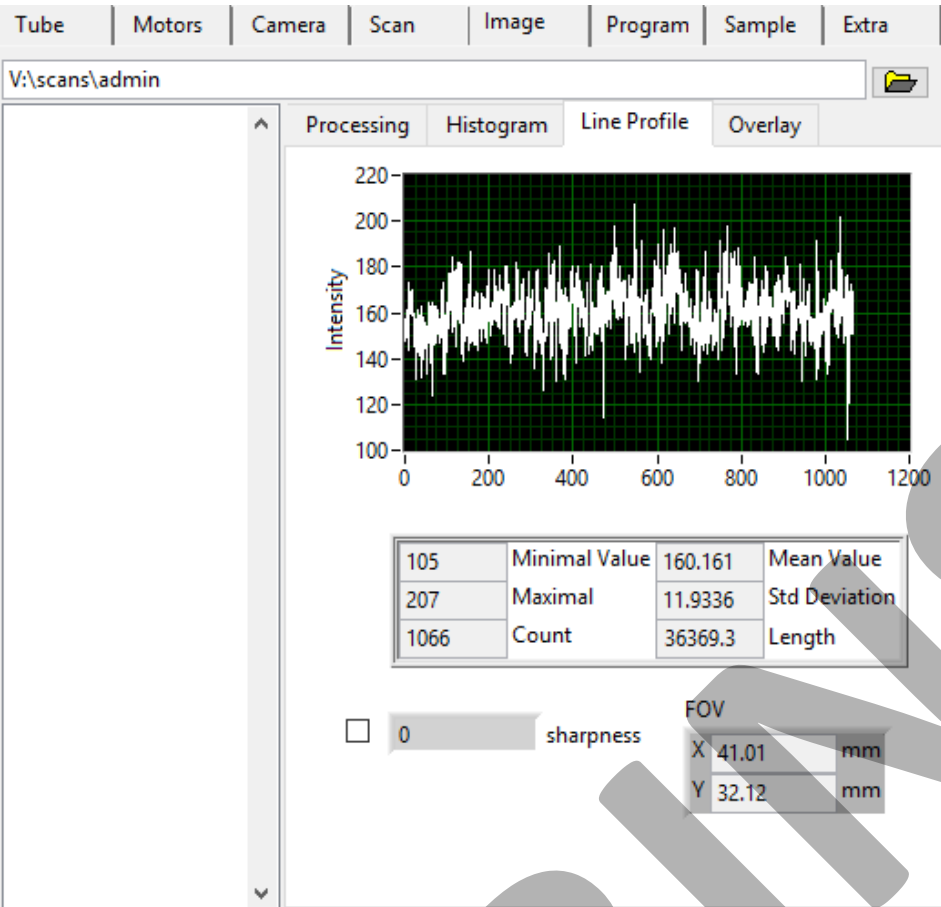 Tube Motors Camera Scan Image Program Sample Extra
V:\scans\admin
Processing Histogram Line Profile Overlay
220
200
180
160
140
120
100
Intensity
0 200 400 600 800 1000 1200
105 Minimal Value 160.161 Mean Value
207 Maximal 11.9336 Std Deviation
1066 Count 36369.3 Length
FOV
0 sharpness
X 41.01 mm
Y 32.12 mm